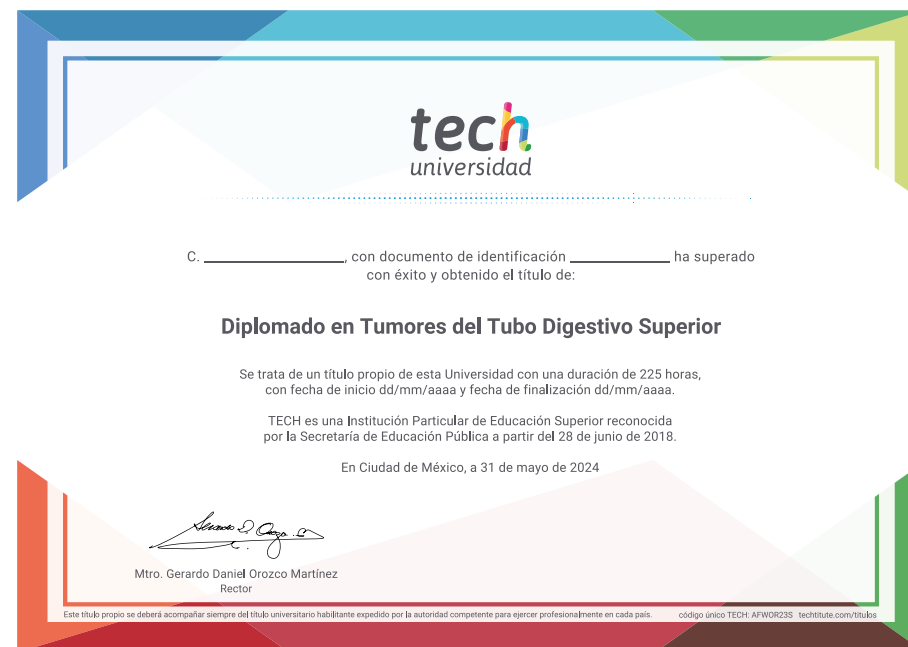 tech
universidad
C. ____________, con documento de identificación ____________ ha superado
con éxito y obtenido el título de:
Diplomado en Tumores del Tubo Digestivo Superior
Se trata de un título propio de esta Universidad con una duración de 225 horas,
con fecha de inicio dd/mm/aaaa y fecha de finalización dd/mm/aaaa.
TECH es una Institución Particular de Educación Superior reconocida
por la Secretaría de Educación Pública a partir del 28 de junio de 2018.
En Ciudad de México, a 31 de mayo de 2024
Mtro. Gerardo Daniel Orozco Martínez
Rector
Este título propio se deberá acompañar siempre del título universitario habilitante expedido por la autoridad competente para ejercer profesionalmente en cada país. código único TECH: AFWOR23S techtitute.com/titulos